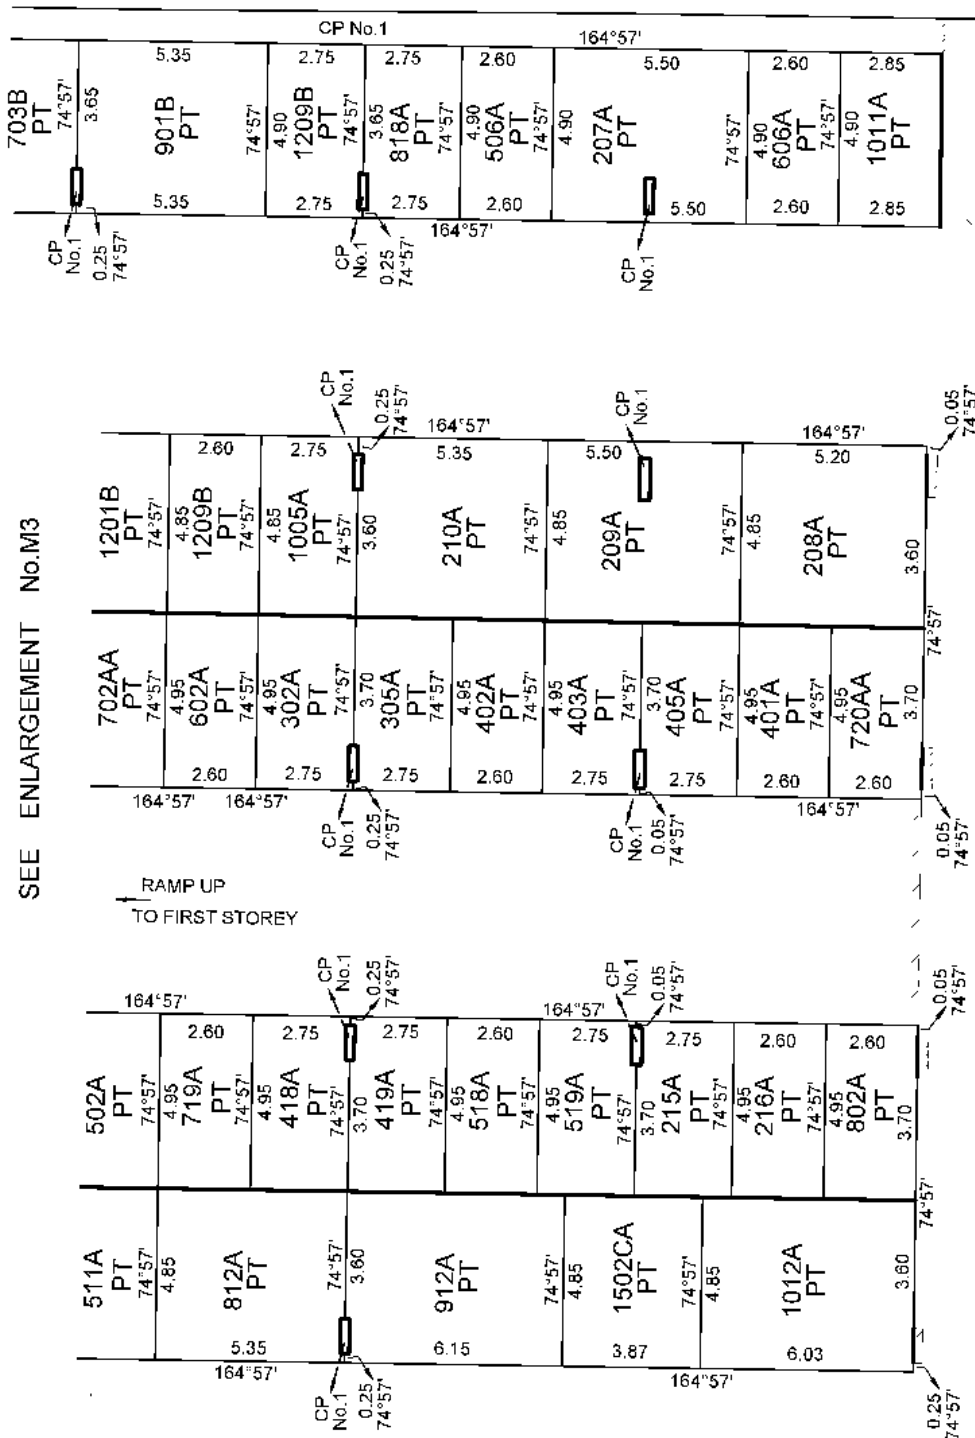 CP No.1
164°57'
5.35
2.75
2.75
2.60
5.50
2.60
2.85
703B
PT
74°57'
3.65
901B
PT
74°57'
4.90
1209B
PT
74°57'
3.65
818A
PT
74°57'
4.90
506A
PT
74°57'
4.90
207A
PT
74°57'
4.90
606A
PT
74°57'
4.90
1011A
PT
5.35
2.75
2.75
2.60
5.50
2.60
2.85
164°57'
CP
No.1
0.25
74°57'
CP
No.1
0.25
74°57'
CP
No.1
SEE ENLARGEMENT No.M3
CP
No.1
0.25
74°57'
CP
No.1
0.05
74°57'
164°57'
164°57'
2.60
2.75
5.35
5.50
5.20
1201B
PT
74°57'
4.85
1209B
PT
74°57'
4.85
1005A
PT
74°57'
3.60
210A
PT
74°57'
4.85
209A
PT
74°57'
4.85
208A
PT
3.60
74°57'
702AA
PT
74°57'
4.95
602A
PT
74°57'
4.95
302A
PT
74°57'
3.70
305A
PT
74°57'
4.95
402A
PT
74°57'
4.95
403A
PT
74°57'
3.70
405A
PT
74°57'
4.95
401A
PT
74°57'
4.95
720AA
PT
3.70
2.60
2.75
2.75
2.60
2.75
2.75
2.60
2.60
164°57'
164°57'
164°57'
CP
No.1
0.25
74°57'
CP
No.1
0.05
74°57'
0.05
74°57'
RAMP UP
TO FIRST STOREY
CP
No.1
0.25
74°57'
CP
No.1
0.05
74°57'
0.05
74°57'
164°57'
164°57'
2.60
2.75
2.75
2.60
2.75
2.75
2.60
2.60
502A
PT
74°57'
4.95
719A
PT
74°57'
4.95
418A
PT
74°57'
3.70
419A
PT
74°57'
4.95
518A
PT
74°57'
4.95
519A
PT
74°57'
3.70
215A
PT
74°57'
4.95
216A
PT
74°57'
4.95
802A
PT
3.70
74°57'
511A
PT
74°57'
4.85
812A
PT
74°57'
3.60
912A
PT
74°57'
4.85
1502CA
PT
74°57'
4.85
1012A
PT
3.60
5.35
6.15
3.87
6.03
164°57'
164°57'
CP
No.1
0.25
74°57'
0.25
74°57'